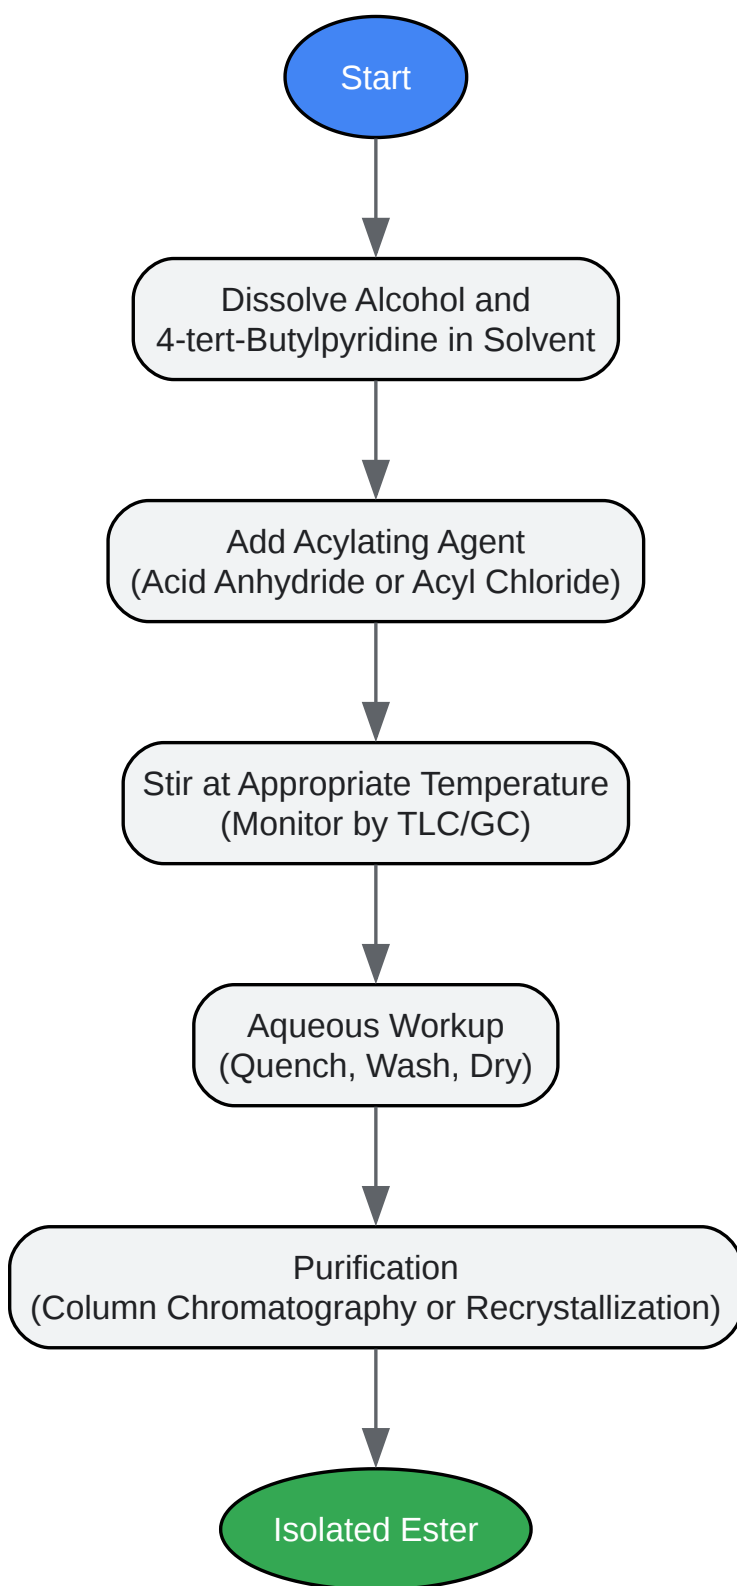 Start
Dissolve Alcohol and
4-tert-Butylpyridine in Solvent
Add Acylating Agent
(Acid Anhydride or Acyl Chloride)
Stir at Appropriate Temperature
(Monitor by TLC/GC)
Aqueous Workup
(Quench, Wash, Dry)
Purification
(Column Chromatography or Recrystallization)
Isolated Ester